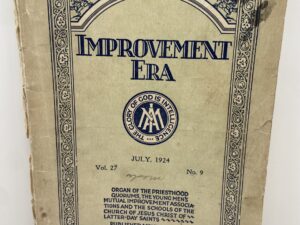 IMPROVEMENT
ERA
THE GLORY OF GOD IS INTELLIGENCE
JULY, 1924
Vol. 27
No. 9
ORGAN OF THE PRIESTHOOD
QUORUMS, THE YOUNG MEN'S
MUTUAL IMPROVEMENT ASSOCIA-
TIONS AND THE SCHOOLS OF THE
CHURCH OF JESUS CHRIST OF
LATTER-DAY SAINTS